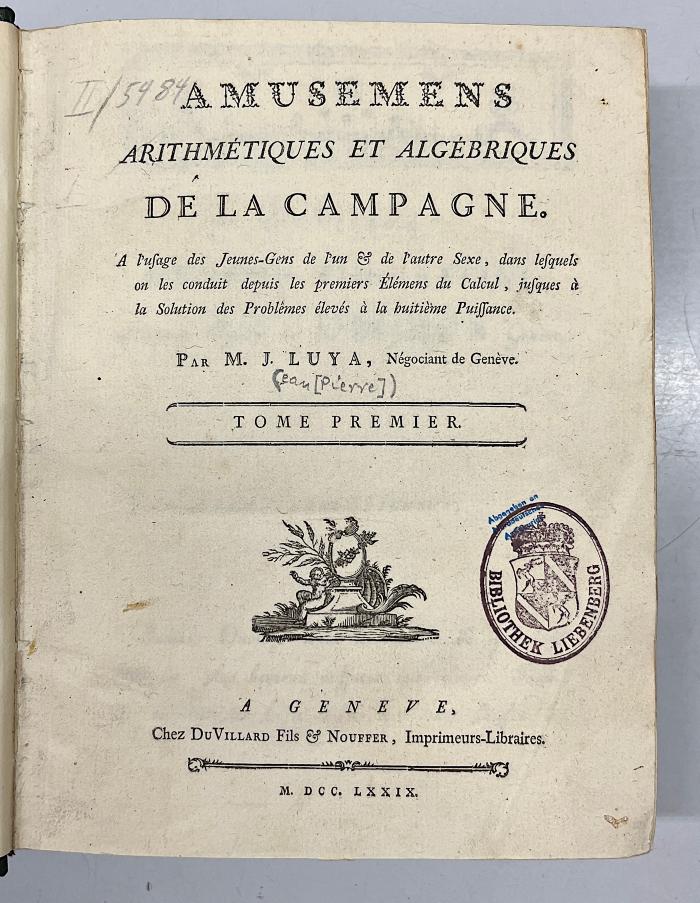 II/5484
AMUSEMENS
ARITHMÉTIQUES ET ALGÉBRIQUES
DE LA CAMPAGNE.
A l'uſage des Jeunes-Gens de l'un & de l'autre Sexe, dans leſquels
on les conduit depuis les premiers Élémens du Calcul, juſques à
la Solution des Problêmes élevés à la huitième Puiſſance.
PAR M. J. LUYA, Négociant de Genève.
(ean[Pierre])
TOME PREMIER.
Abgegeben an
BIBLIOTHEK LIEBENBERG
A GENEVE,
Chez DUVILLARD Fils & NOUFFER, Imprimeurs-Libraires.
M. DCC. LXXIX.